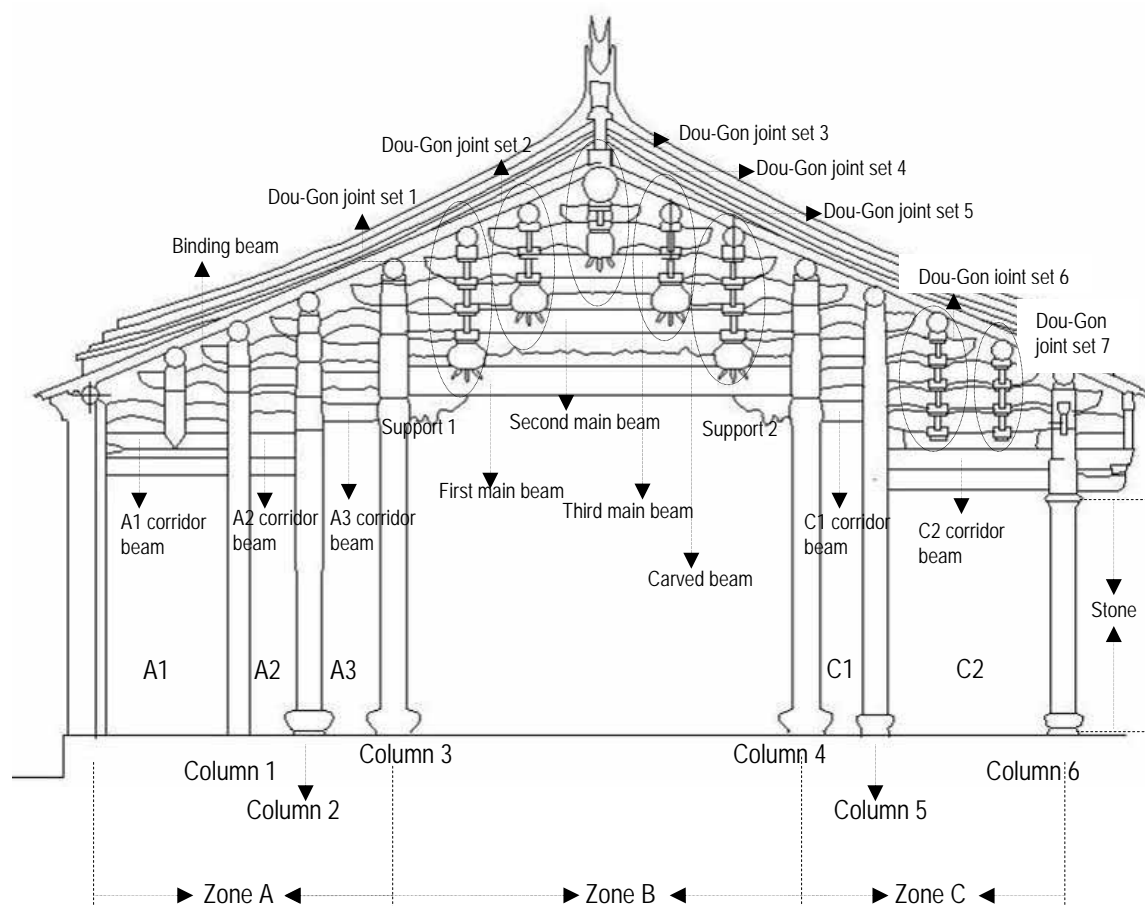 Dou-Gon joint set 3
Dou-Gon joint set 2
Dou-Gon joint set 4
Dou-Gon joint set 1
Dou-Gon joint set 5
Binding beam
Dou-Gon ioint set 6
Dou-Gon
joint set 7
Support 1
Second main beam
Support 2
First main beam
Third main beam
A1 corridor
beam
A2 corridor
beam
A3 corridor
beam
C1 corridor
beam
C2 corridor
beam
Carved beam
Stone
A1
A2
A3
C1
C2
Column 1
Column 2
Column 3
Column 4
Column 5
Column 6
Zone A
Zone B
Zone C